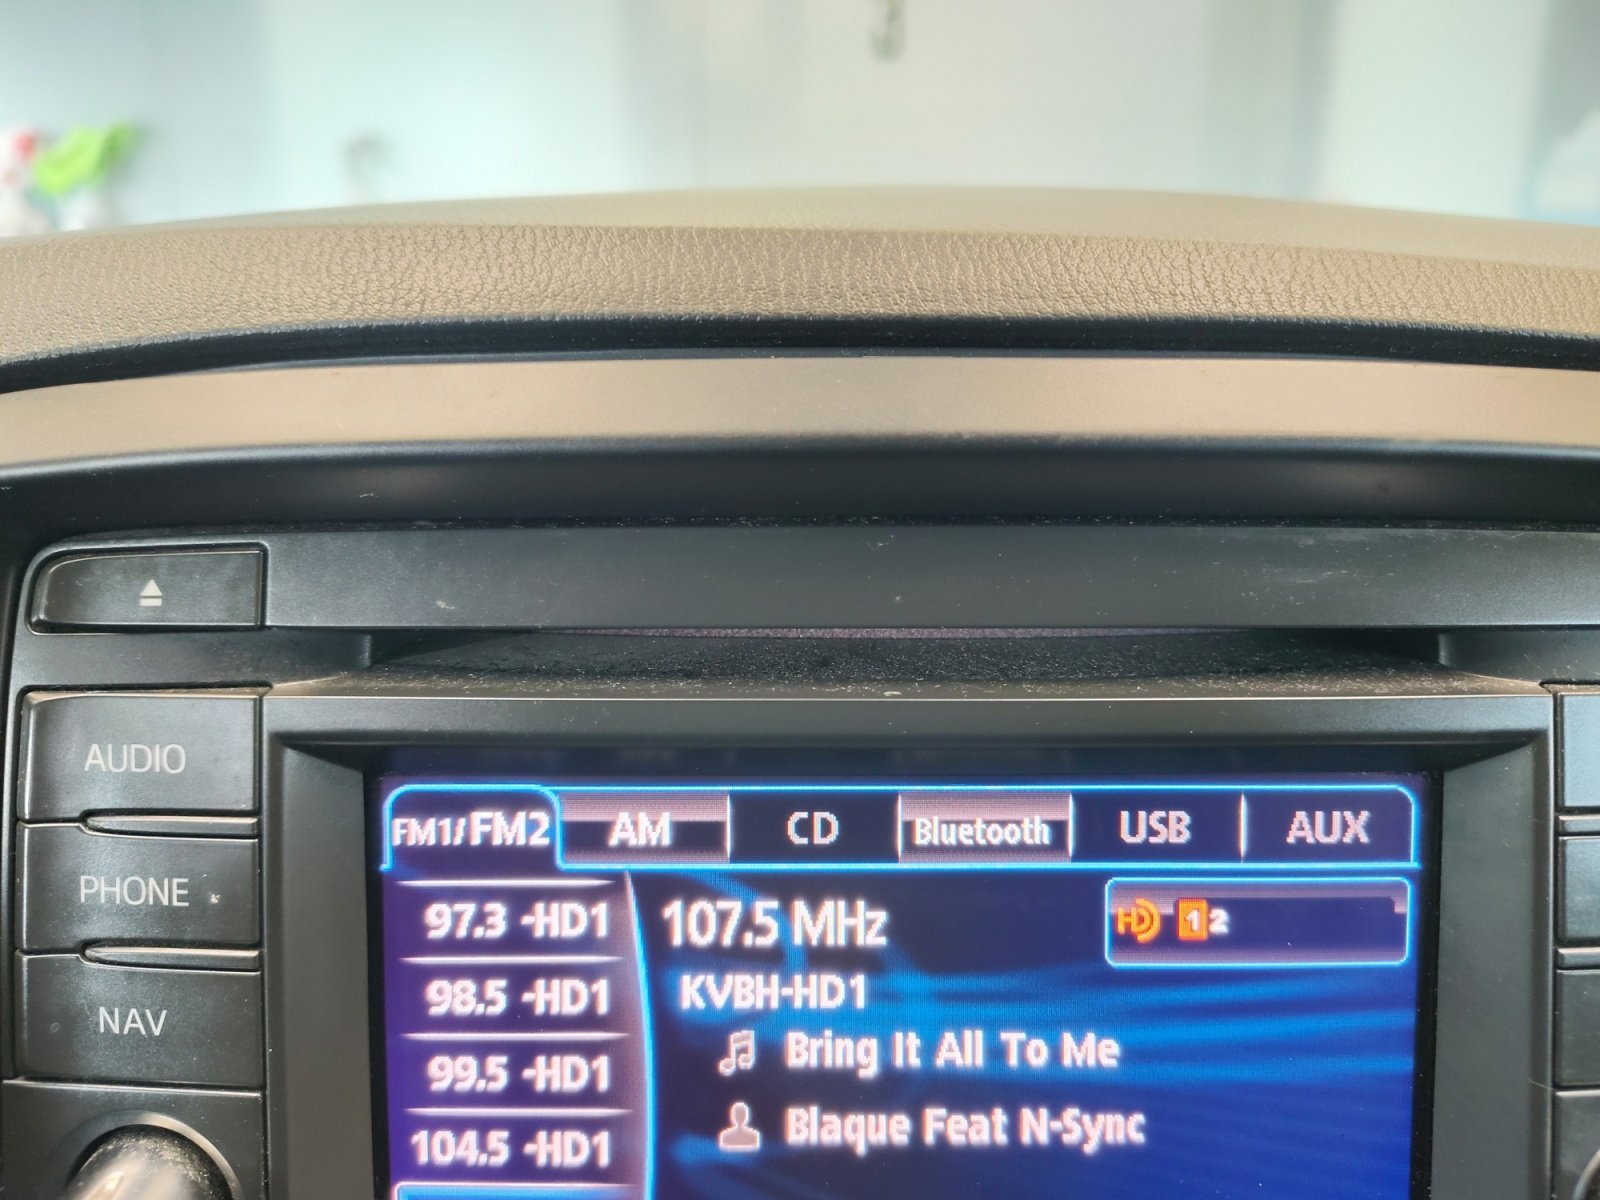 AUDIO
PHONE
NAV
FM1/FM2 AM CD Bluetooth USB AUX
97.3 -HD1
98.5 -HD1
99.5 -HD1
104.5 -HD1
107.5 MHz
HD 1 2
KVBH-HD1
Bring It All To Me
Blaque Feat N-Sync